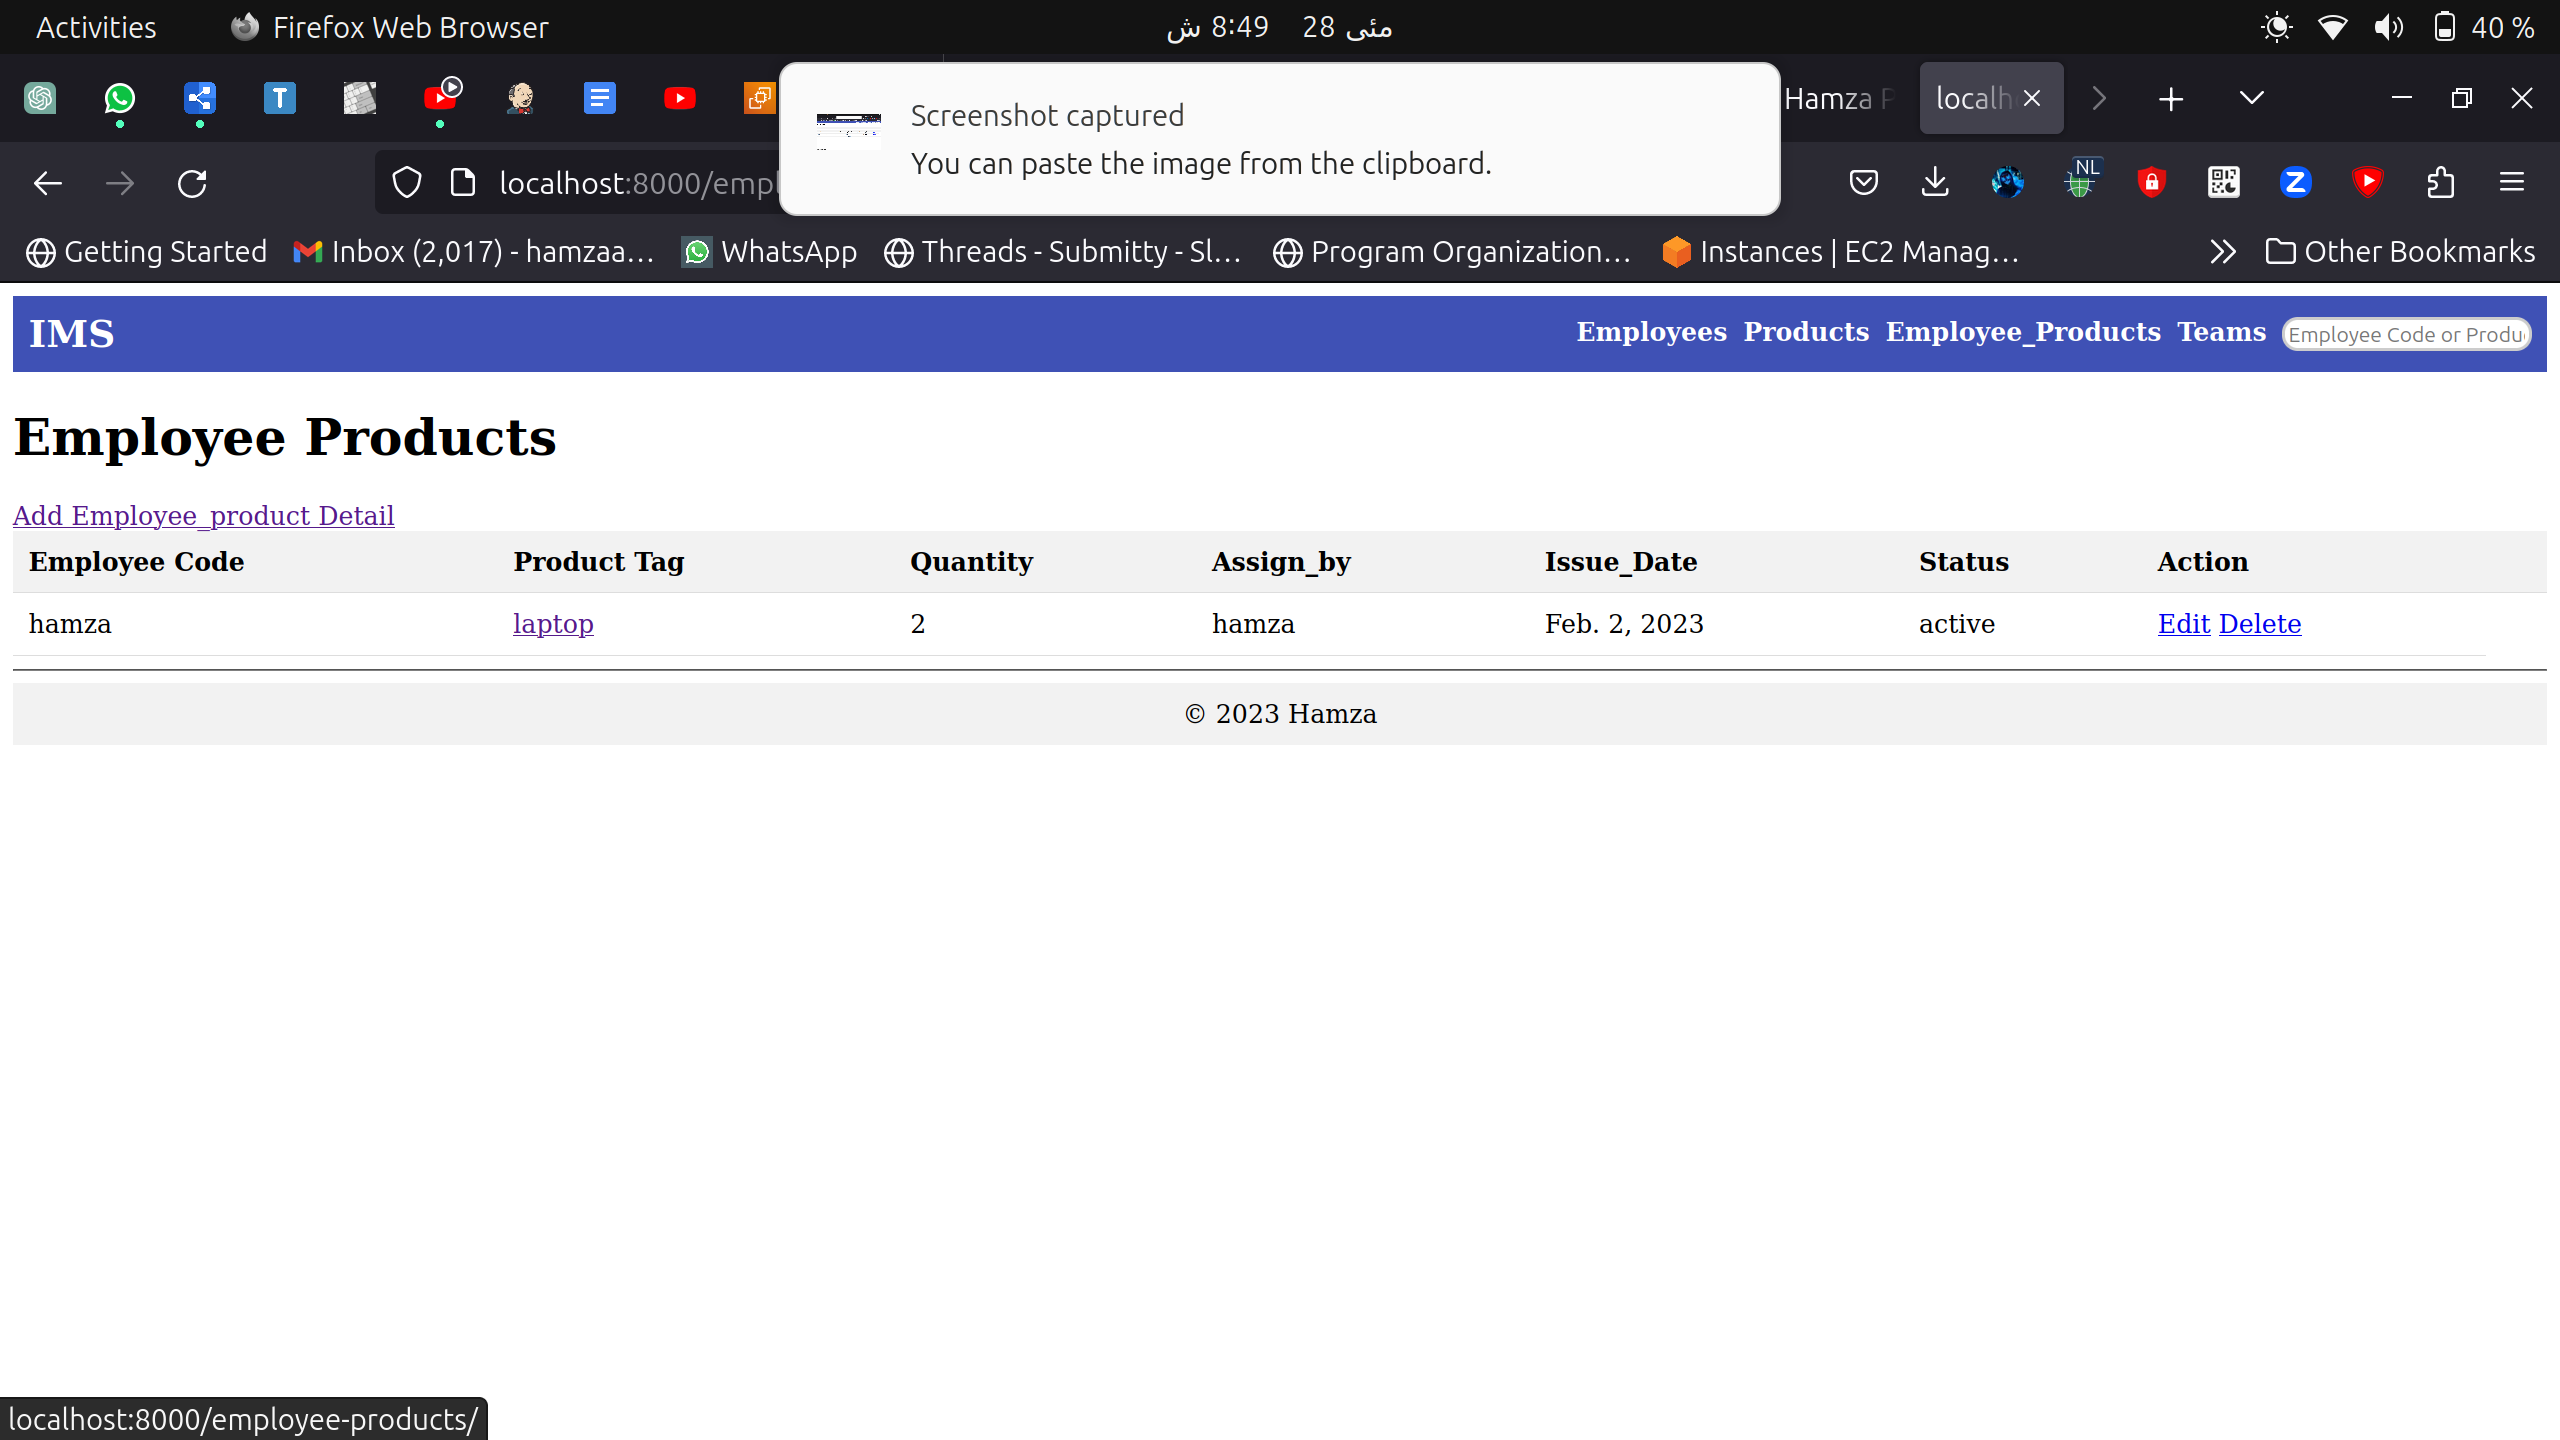 Activities Firefox Web Browser مئی 28 8:49 ش 40 %
Hamza localh
Screenshot captured
You can paste the image from the clipboard.
localhost:8000/empl
NL
Getting Started Inbox (2,017) - hamzaa... WhatsApp Threads - Submitty - Sl... Program Organization... Instances | EC2 Manag... Other Bookmarks
IMS Employees Products Employee_Products Teams Employee Code or Produ
Employee Products
Add Employee_product Detail
Employee Code Product Tag Quantity Assign_by Issue_Date Status Action
hamza laptop 2 hamza Feb. 2, 2023 active Edit Delete
© 2023 Hamza
localhost:8000/employee-products/